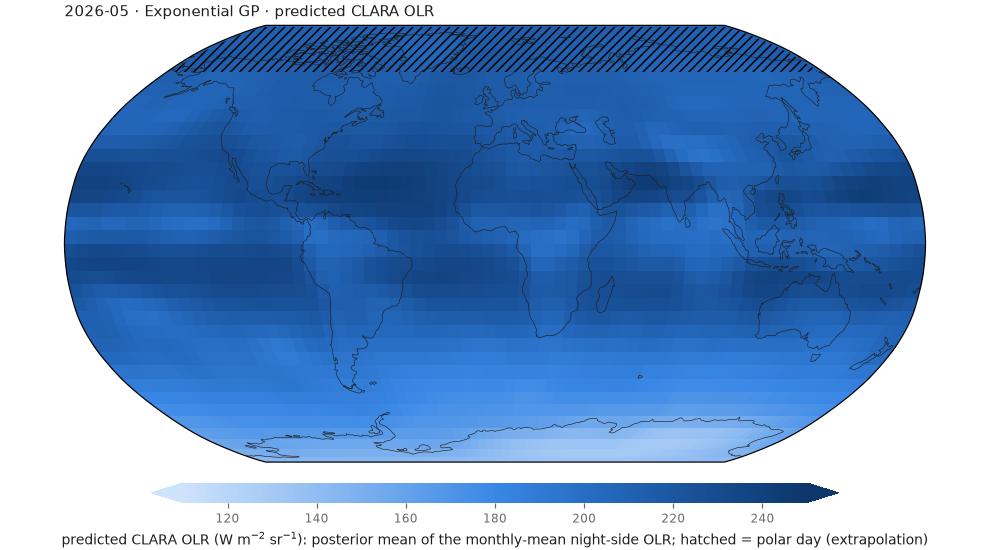 2026-05 · Exponential GP · predicted CLARA OLR
120 140 160 180 200 220 240
predicted CLARA OLR (W m⁻² sr⁻¹): posterior mean of the monthly-mean night-side OLR; hatched = polar day (extrapolation)